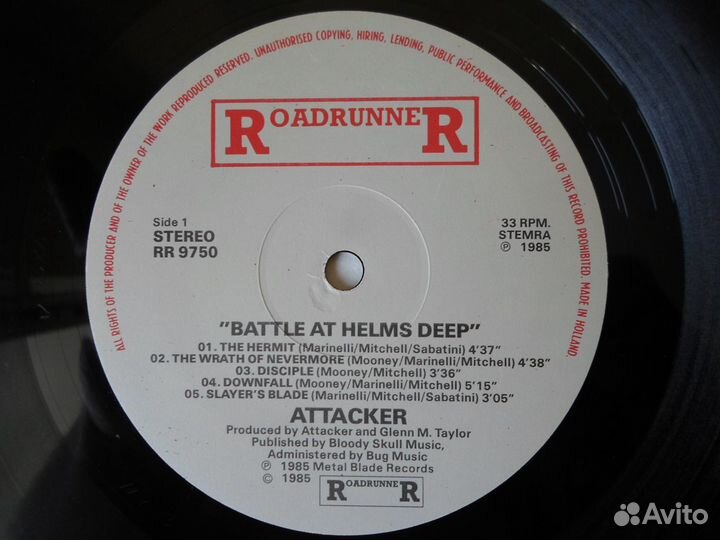 ALL RIGHTS OF THE PRODUCER AND OF THE OWNER OF THE WORK REPRODUCED RESERVED. UNAUTHORISED COPYING, HIRING, LENDING, PUBLIC PERFORMANCE AND BROADCASTING OF THIS RECORD PROHIBITED. MADE IN HOLLAND.
ROADRUNNER
Side 1
STEREO
RR 9750
33 RPM.
STEMRA
℗ 1985
"BATTLE AT HELMS DEEP"
01. THE HERMIT (Marinelli/Mitchell/Sabatini) 4'37"
02. THE WRATH OF NEVERMORE (Mooney/Marinelli/Mitchell) 4'38"
03. DISCIPLE (Mooney/Mitchell) 3'36"
04. DOWNFALL (Mooney/Marinelli/Mitchell) 5'15"
05. SLAYER'S BLADE (Marinelli/Mitchell/Sabatini) 3'05"
ATTACKER
Produced by Attacker and Glenn M. Taylor
Published by Bloody Skull Music,
Administered by Bug Music
℗ 1985 Metal Blade Records
© 1985 ROADRUNNER
Avito